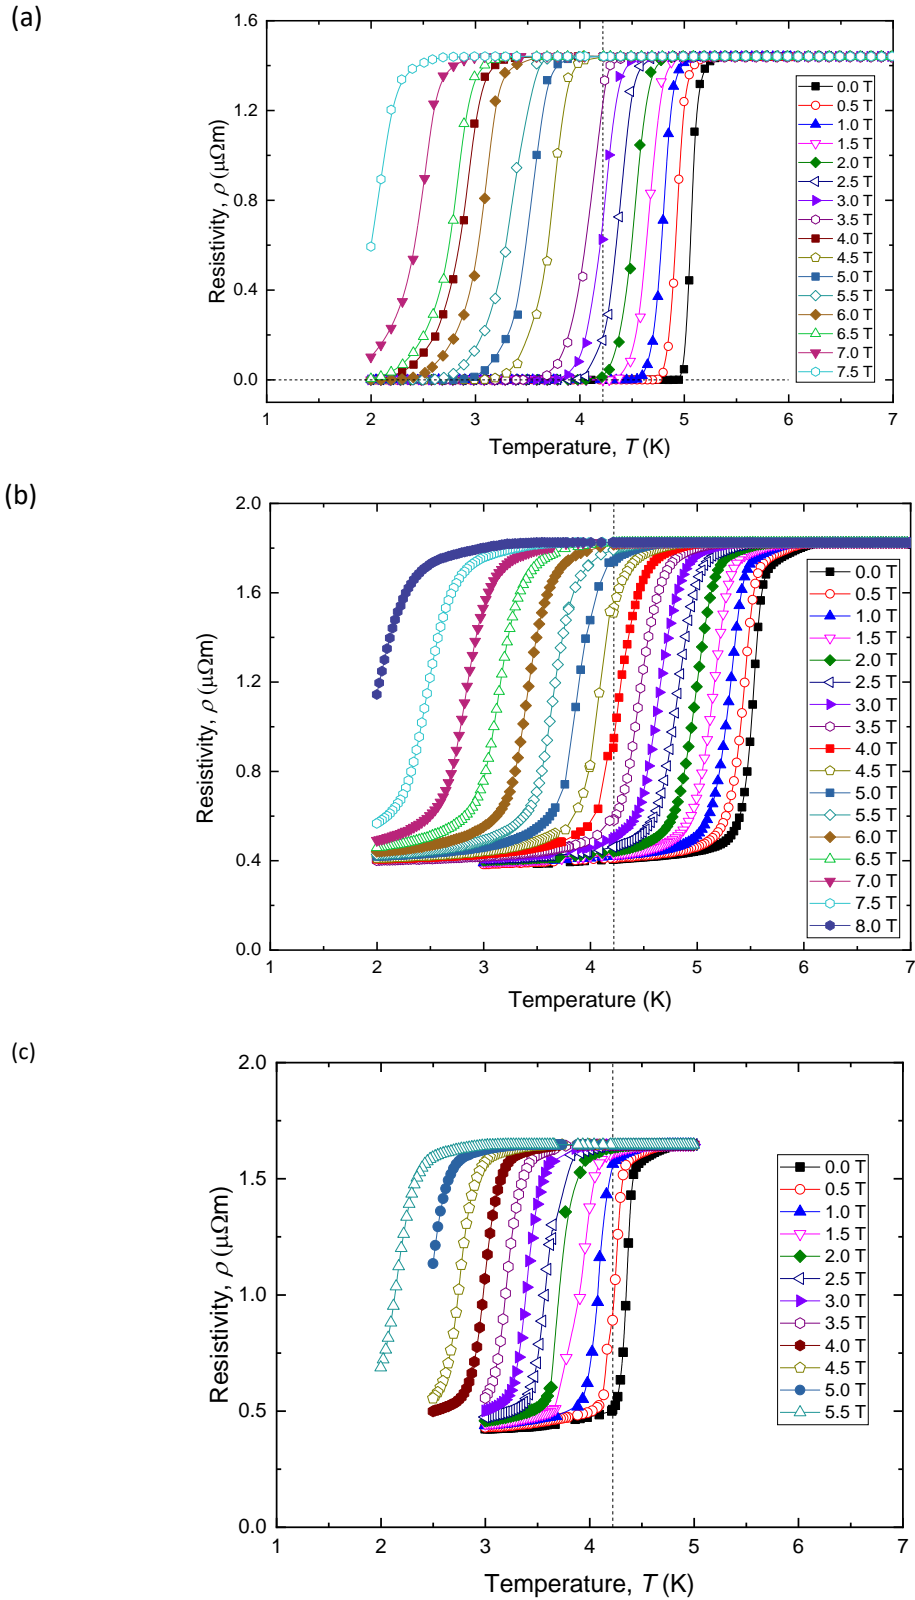 (a)
1.6
1.2
0.8
0.4
0.0
Resistivity, ρ (μΩm)
1 2 3 4 5 6 7
Temperature, T (K)
0.0 T
0.5 T
1.0 T
1.5 T
2.0 T
2.5 T
3.0 T
3.5 T
4.0 T
4.5 T
5.0 T
5.5 T
6.0 T
6.5 T
7.0 T
7.5 T
(b)
2.0
1.6
1.2
0.8
0.4
0.0
Resistivity, ρ (μΩm)
1 2 3 4 5 6 7
Temperature (K)
0.0 T
0.5 T
1.0 T
1.5 T
2.0 T
2.5 T
3.0 T
3.5 T
4.0 T
4.5 T
5.0 T
5.5 T
6.0 T
6.5 T
7.0 T
7.5 T
8.0 T
(c)
2.0
1.5
1.0
0.5
0.0
Resistivity, ρ (μΩm)
1 2 3 4 5 6 7
Temperature, T (K)
0.0 T
0.5 T
1.0 T
1.5 T
2.0 T
2.5 T
3.0 T
3.5 T
4.0 T
4.5 T
5.0 T
5.5 T